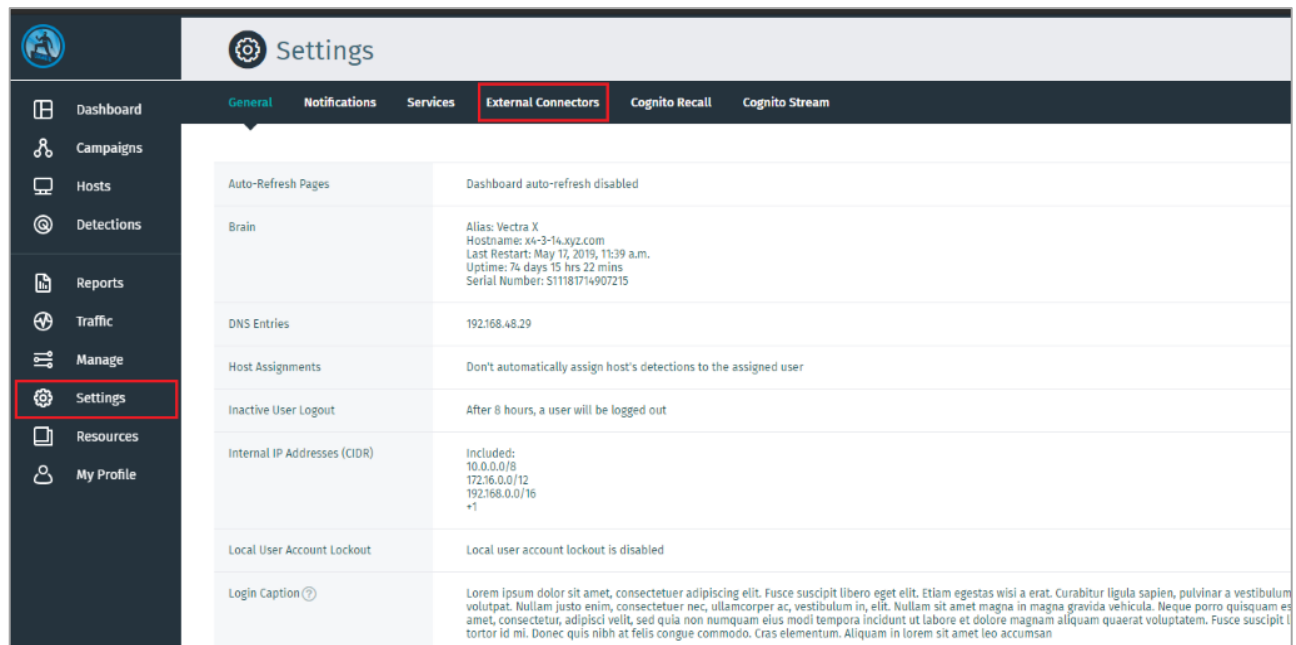 Settings
Dashboard
Campaigns
Hosts
Detections
Reports
Traffic
Manage
Settings
Resources
My Profile
General Notifications Services External Connectors Cognito Recall Cognito Stream
Auto-Refresh Pages Dashboard auto-refresh disabled
Brain Alias: Vectra X
Hostname: x4-3-14.xyz.com
Last Restart: May 17, 2019, 11:39 a.m.
Uptime: 74 days 15 hrs 22 mins
Serial Number: S11181714907215
DNS Entries 192.168.48.29
Host Assignments Don't automatically assign host's detections to the assigned user
Inactive User Logout After 8 hours, a user will be logged out
Internal IP Addresses (CIDR) Included:
10.0.0.0/8
172.16.0.0/12
192.168.0.0/16
+1
Local User Account Lockout Local user account lockout is disabled
Login Caption ? Lorem ipsum dolor sit amet, consectetuer adipiscing elit. Fusce suscipit libero eget elit. Etiam egestas wisi a erat. Curabitur ligula sapien, pulvinar a vestibulum
volutpat. Nullam justo enim, consectetuer nec, ullamcorper ac, vestibulum in, elit. Nullam sit amet magna in magna gravida vehicula. Neque porro quisquam es
amet, consectetur, adipisci velit, sed quia non numquam eius modi tempora incidunt ut labore et dolore magnam aliquam quaerat voluptatem. Fusce suscipit l
tortor id mi. Donec quis nibh at felis congue commodo. Cras elementum. Aliquam in lorem sit amet leo accumsan